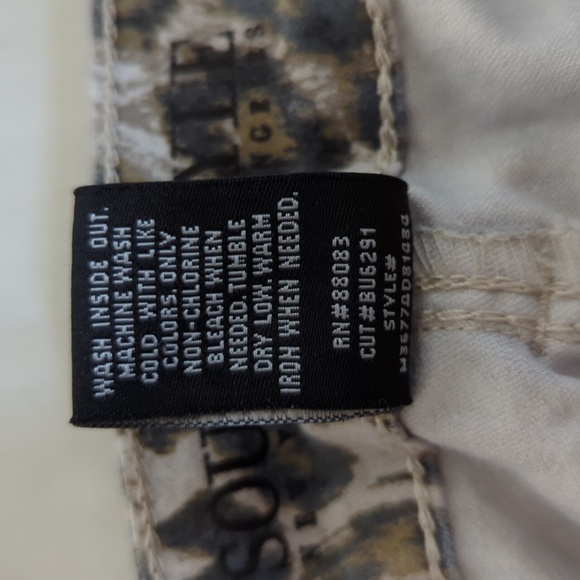 WASH INSIDE OUT.
MACHINE WASH
COLD WITH LIKE
COLORS ONLY
NON-CHLORINE
BLEACH WHEN
NEEDED. TUMBLE
DRY LOW. WARM
IRON WHEN NEEDED.
RN#88083
CUT#BU6291
STYLE#
SOU